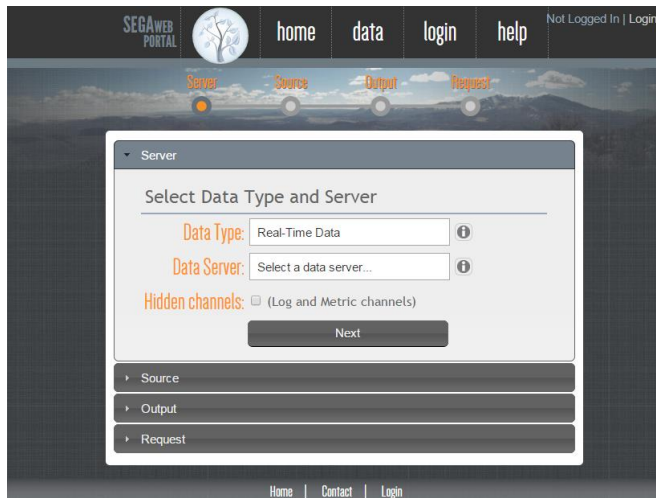 SEGAWEB
PORTAL
home data login help
Not Logged In | Login
Server Source Output Request
Server
Select Data Type and Server
Data Type: Real-Time Data
Data Server: Select a data server...
Hidden channels: (Log and Metric channels)
Next
Source
Output
Request
Home | Contact | Login